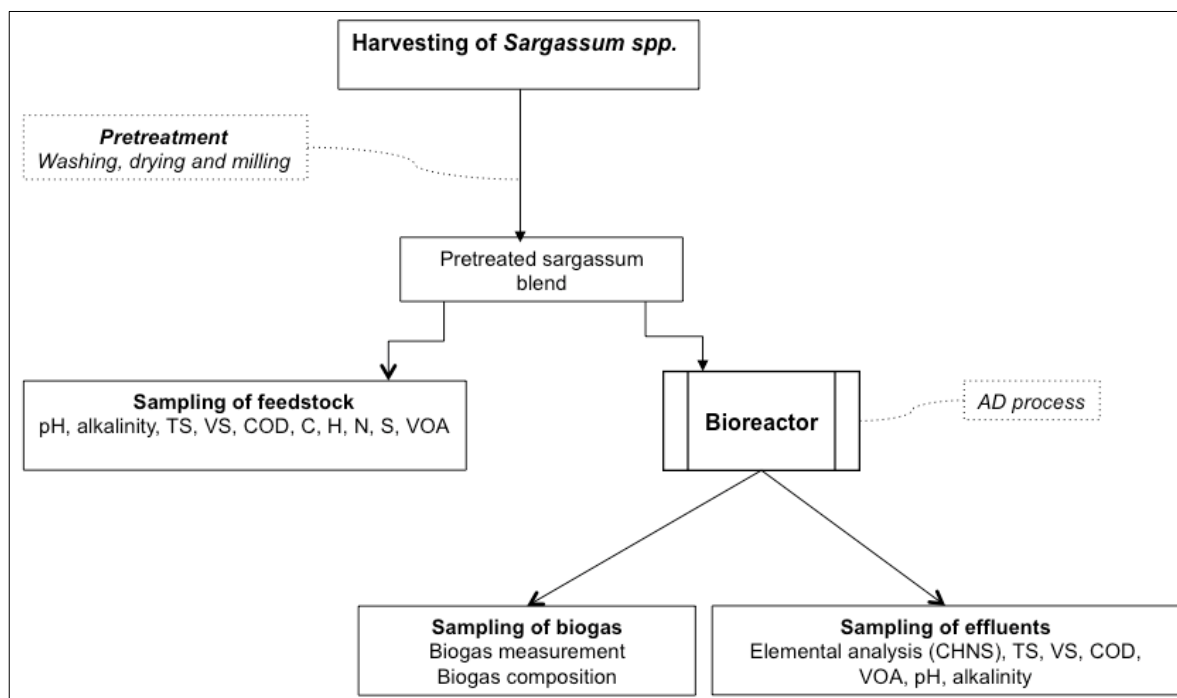 Harvesting of Sargassum spp.
Pretreatment
Washing, drying and milling
Pretreated sargassum
blend
Sampling of feedstock
pH, alkalinity, TS, VS, COD, C, H, N, S, VOA
Bioreactor
AD process
Sampling of biogas
Biogas measurement
Biogas composition
Sampling of effluents
Elemental analysis (CHNS), TS, VS, COD,
VOA, pH, alkalinity